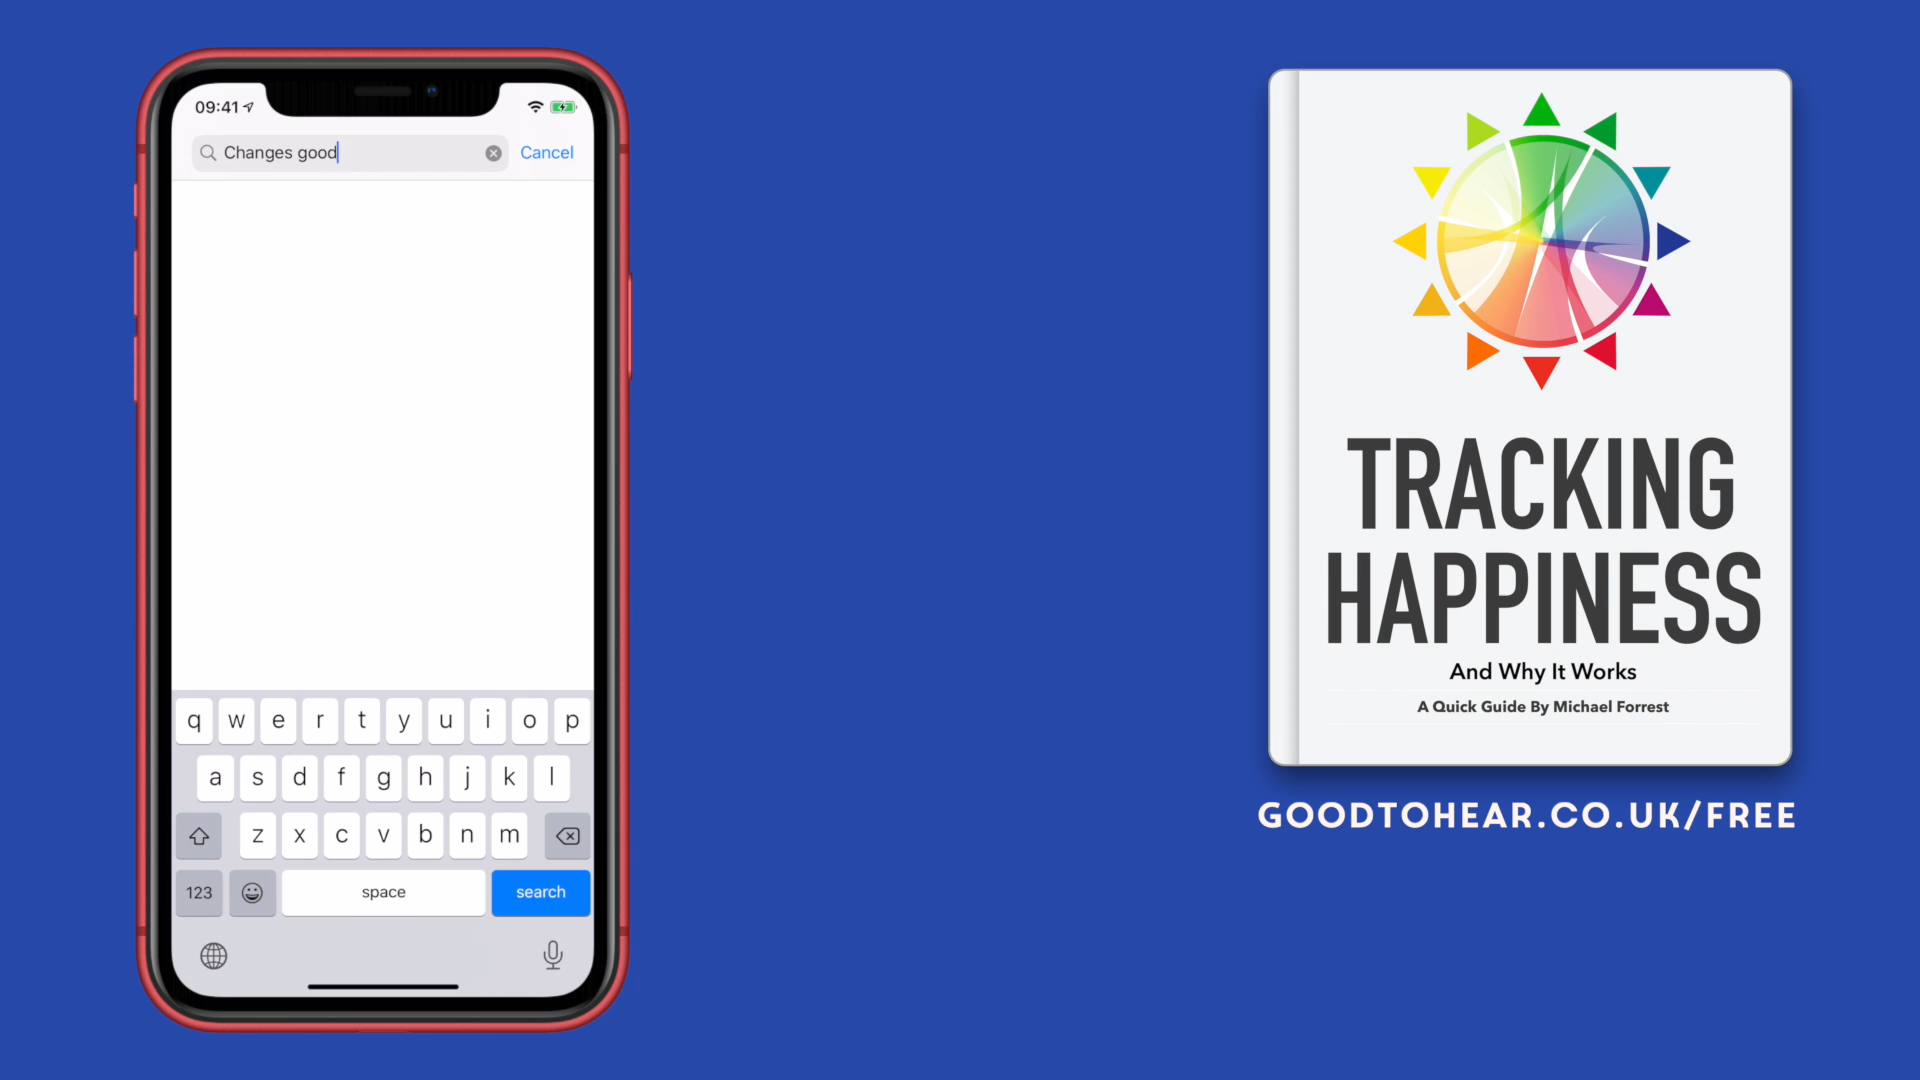 09:41
Changes good
Cancel
q w e r t y u i o p
a s d f g h j k l
z x c v b n m
123
space
search
TRACKING
HAPPINESS
And Why It Works
A Quick Guide By Michael Forrest
GOODTOHEAR.CO.UK/FREE